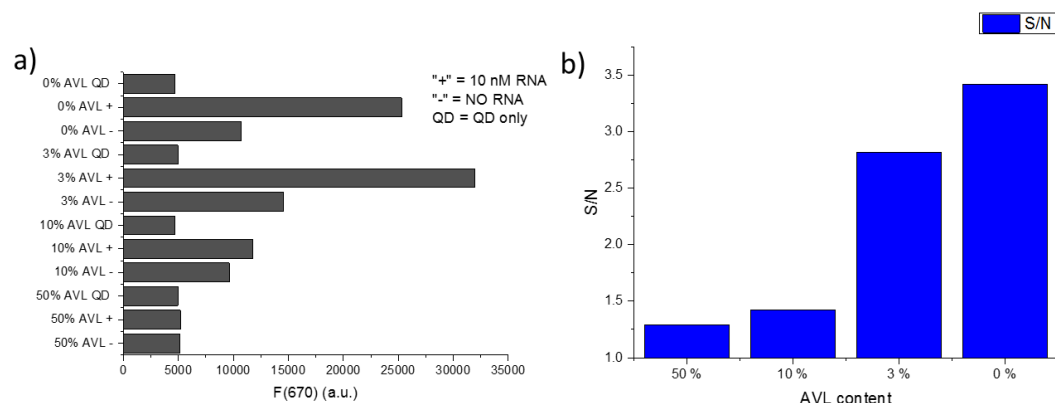 a)
0% AVL QD
0% AVL +
0% AVL -
3% AVL QD
3% AVL +
3% AVL -
10% AVL QD
10% AVL +
10% AVL -
50% AVL QD
50% AVL +
50% AVL -
"+" = 10 nM RNA
"-" = NO RNA
QD = QD only
0 5000 10000 15000 20000 25000 30000 35000
F(670) (a.u.)
b)
S/N
3.5
3.0
2.5
2.0
1.5
1.0
S/N
50 % 10 % 3 % 0 %
AVL content